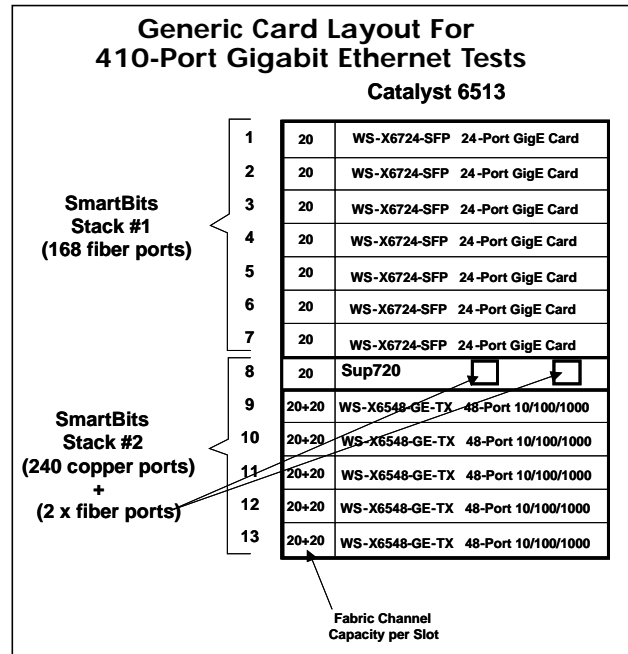 Generic Card Layout For
410-Port Gigabit Ethernet Tests
Catalyst 6513
SmartBits
Stack #1
(168 fiber ports)
1 20 WS-X6724-SFP 24-Port GigE Card
2 20 WS-X6724-SFP 24-Port GigE Card
3 20 WS-X6724-SFP 24-Port GigE Card
4 20 WS-X6724-SFP 24-Port GigE Card
5 20 WS-X6724-SFP 24-Port GigE Card
6 20 WS-X6724-SFP 24-Port GigE Card
7 20 WS-X6724-SFP 24-Port GigE Card
SmartBits
Stack #2
(240 copper ports)
+
(2 x fiber ports)
8 20 Sup720
9 20+20 WS-X6548-GE-TX 48-Port 10/100/1000
10 20+20 WS-X6548-GE-TX 48-Port 10/100/1000
11 20+20 WS-X6548-GE-TX 48-Port 10/100/1000
12 20+20 WS-X6548-GE-TX 48-Port 10/100/1000
13 20+20 WS-X6548-GE-TX 48-Port 10/100/1000
Fabric Channel
Capacity per Slot